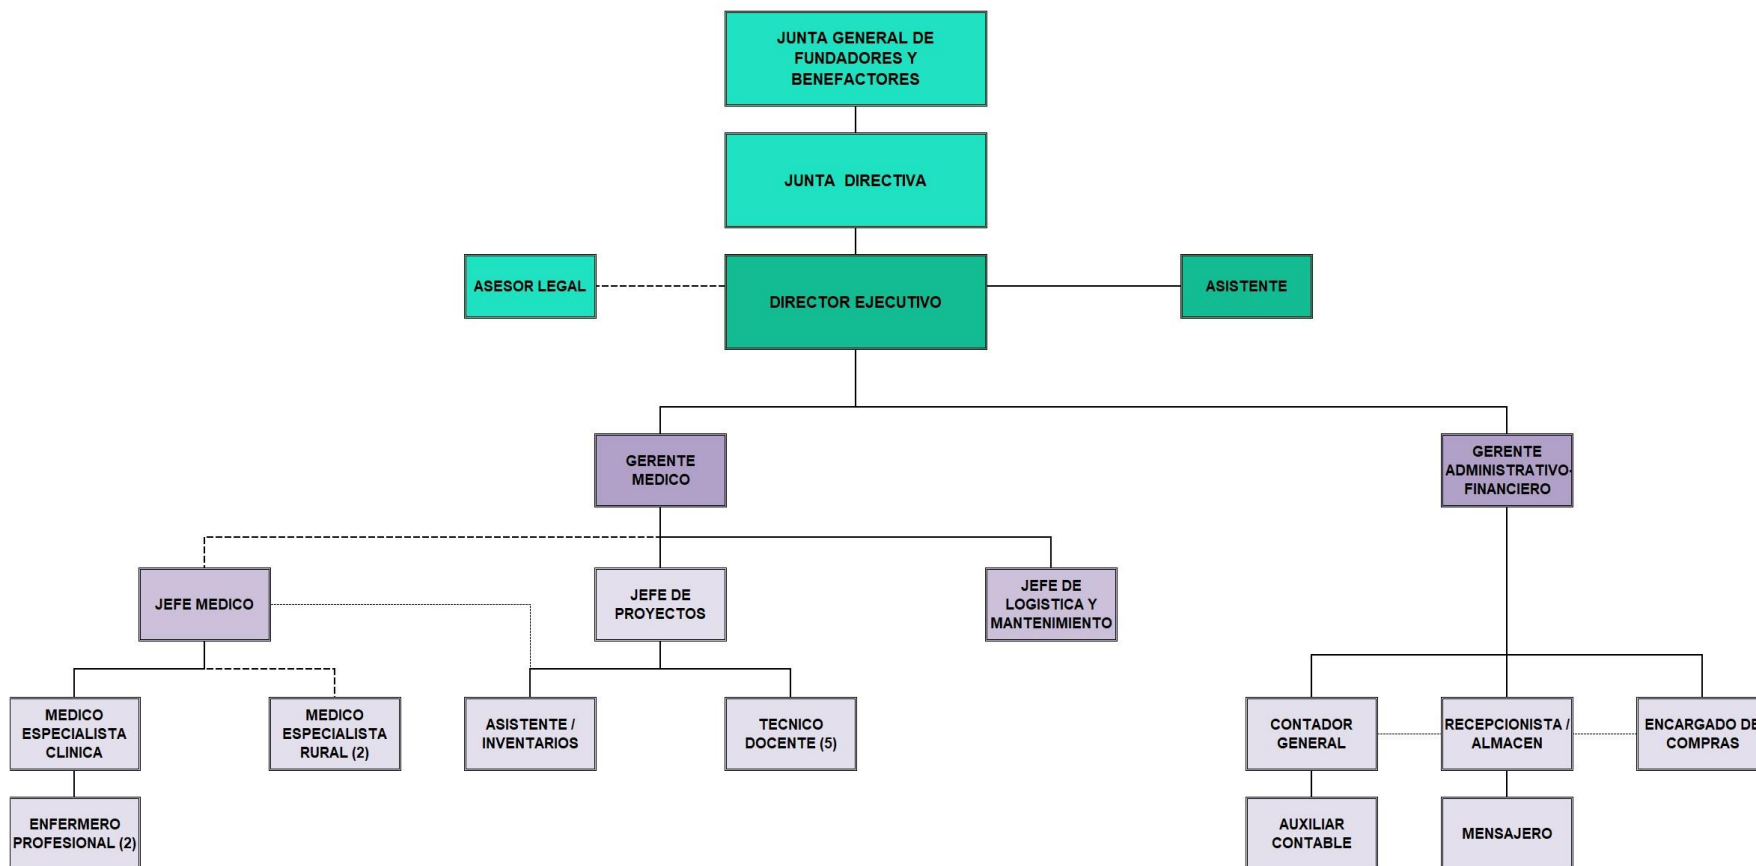 JUNTA GENERAL DE
FUNDADORES Y
BENEFACTORES
JUNTA DIRECTIVA
ASESOR LEGAL
DIRECTOR EJECUTIVO
ASISTENTE
GERENTE
MEDICO
GERENTE
ADMINISTRATIVO-
FINANCIERO
JEFE MEDICO
JEFE DE
PROYECTOS
JEFE DE
LOGISTICA Y
MANTENIMIENTO
MEDICO
ESPECIALISTA
CLINICA
MEDICO
ESPECIALISTA
RURAL (2)
ASISTENTE /
INVENTARIOS
TECNICO
DOCENTE (5)
CONTADOR
GENERAL
RECEPCIONISTA /
ALMACEN
ENCARGADO DE
COMPRAS
ENFERMERO
PROFESIONAL (2)
AUXILIAR
CONTABLE
MENSAJERO